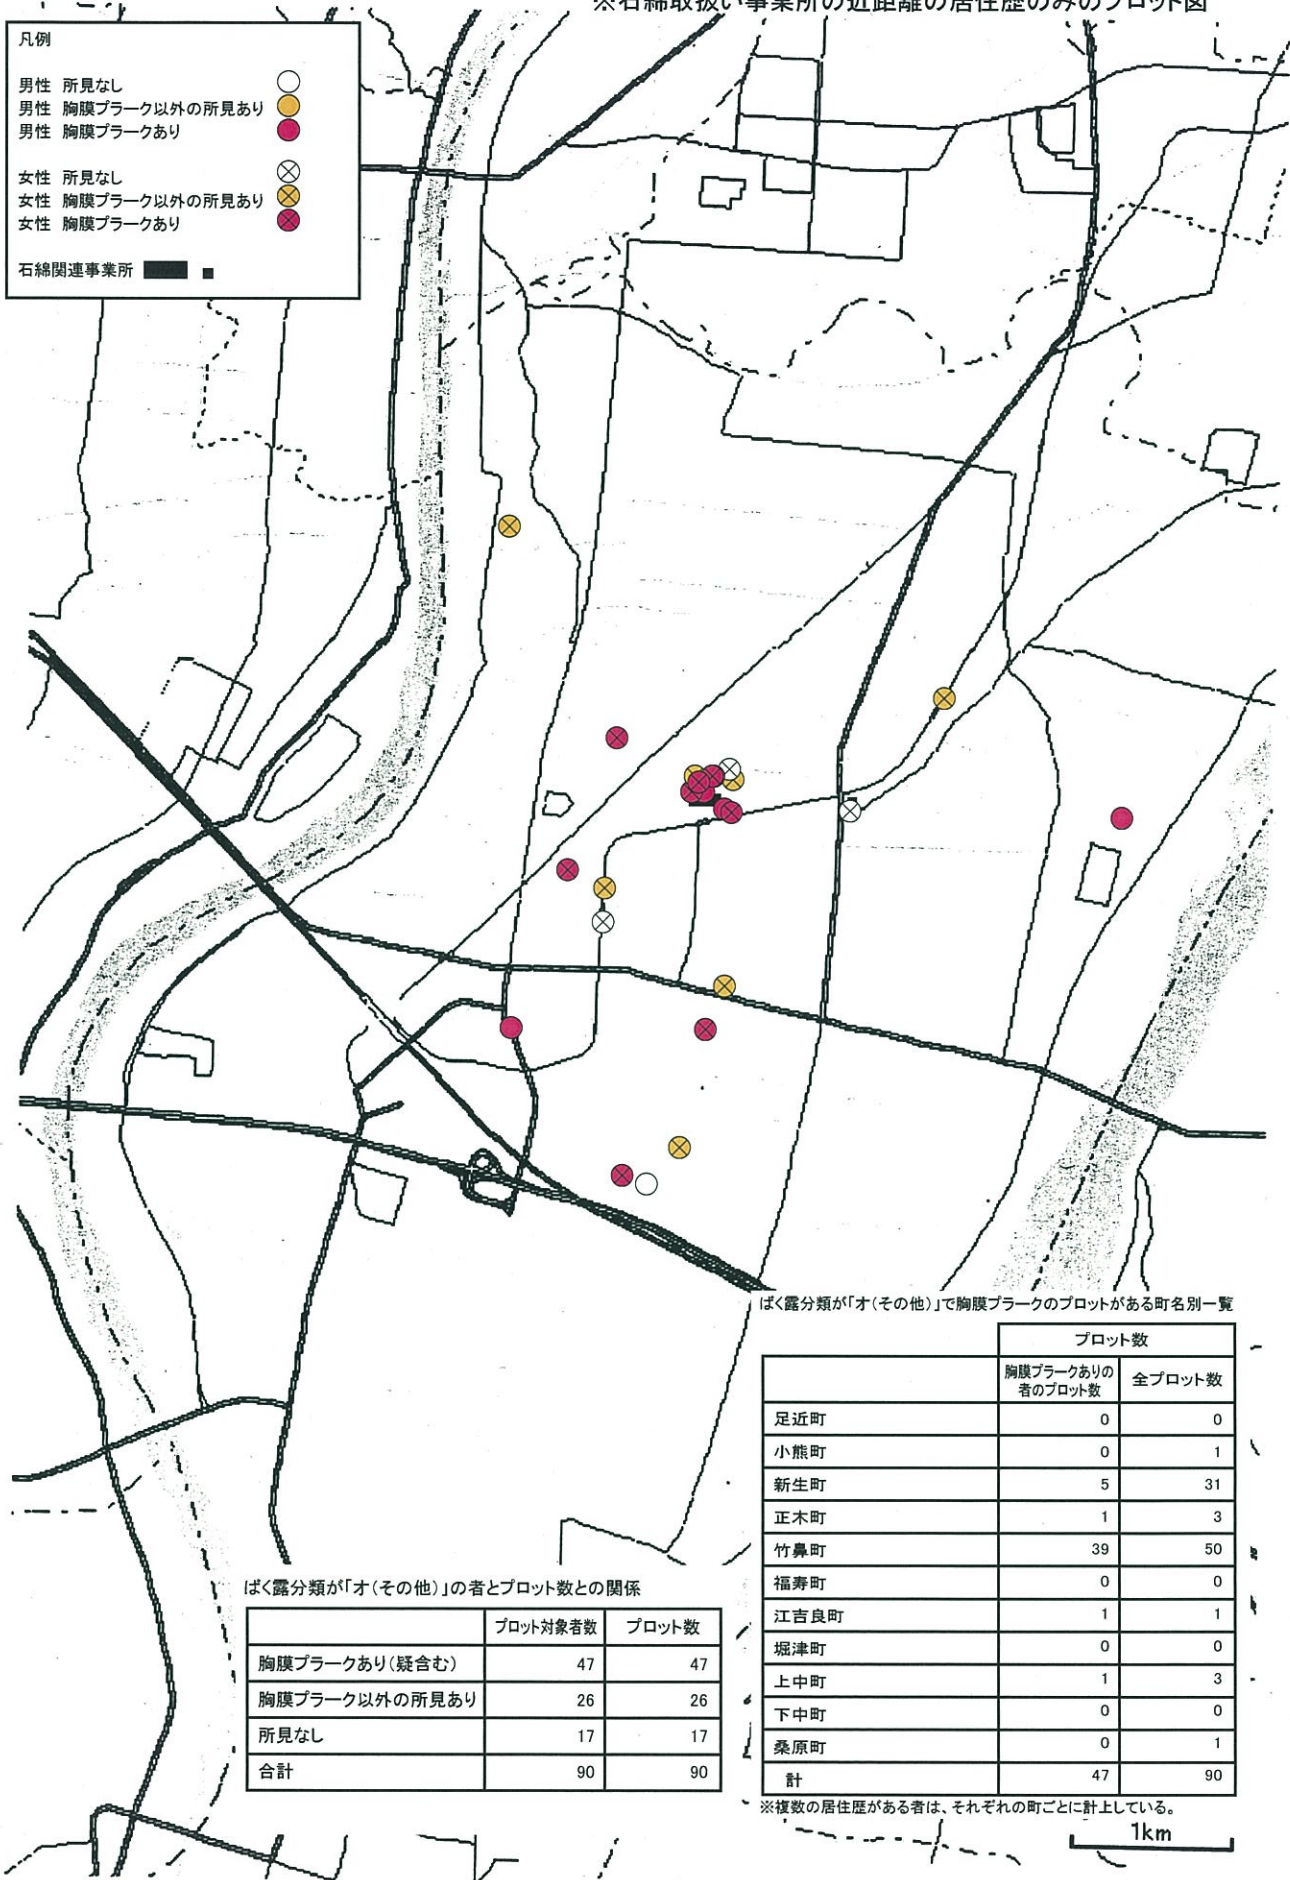 ※石綿取扱い事業所の近距離の居住歴のみのプロット図
凡例
男性 所見なし
男性 胸膜プラーク以外の所見あり
男性 胸膜プラークあり
女性 所見なし
女性 胸膜プラーク以外の所見あり
女性 胸膜プラークあり
石綿関連事業所
ばく露分類が「オ(その他)」で胸膜プラークのプロットがある町名別一覧
プロット数
胸膜プラークありの者のプロット数 全プロット数
足近町 0 0
小熊町 0 1
新生町 5 31
正木町 1 3
竹鼻町 39 50
福寿町 0 0
江吉良町 1 1
堀津町 0 0
上中町 1 3
下中町 0 0
桑原町 0 1
計 47 90
※複数の居住歴がある者は、それぞれの町ごとに計上している。
ばく露分類が「オ(その他)」の者とプロット数との関係
プロット対象者数 プロット数
胸膜プラークあり(疑含む) 47 47
胸膜プラーク以外の所見あり 26 26
所見なし 17 17
合計 90 90
1km